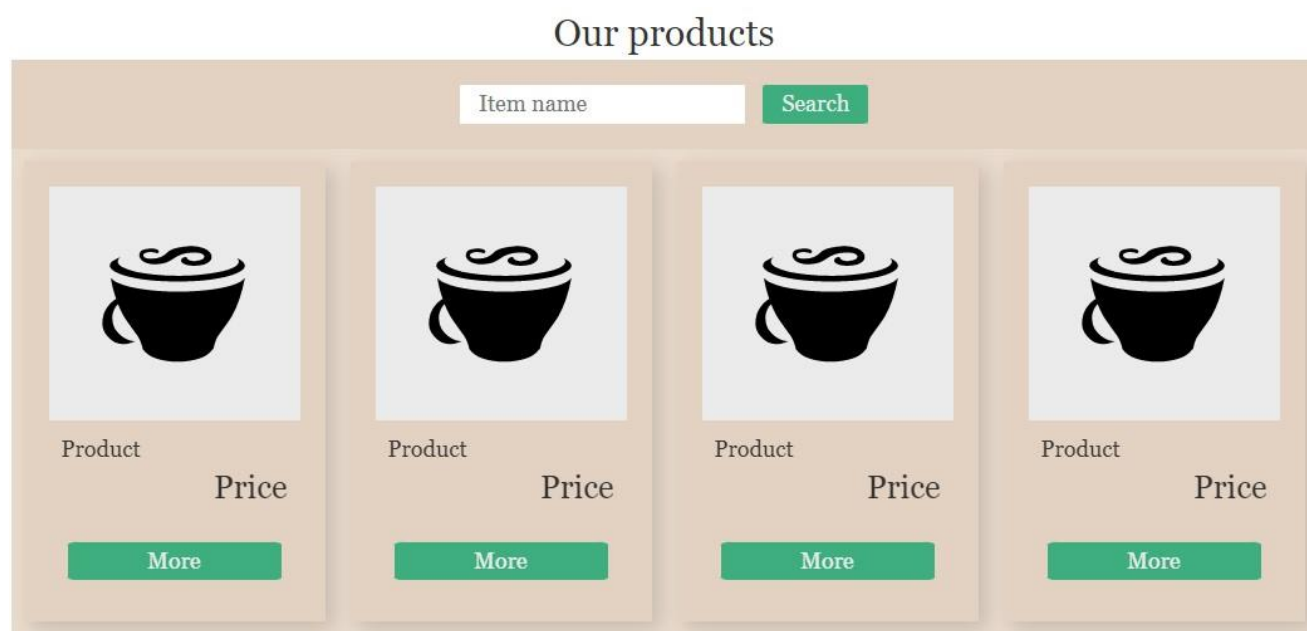 Our products
Item name Search
Product Product Product Product
Price Price Price Price
More More More More